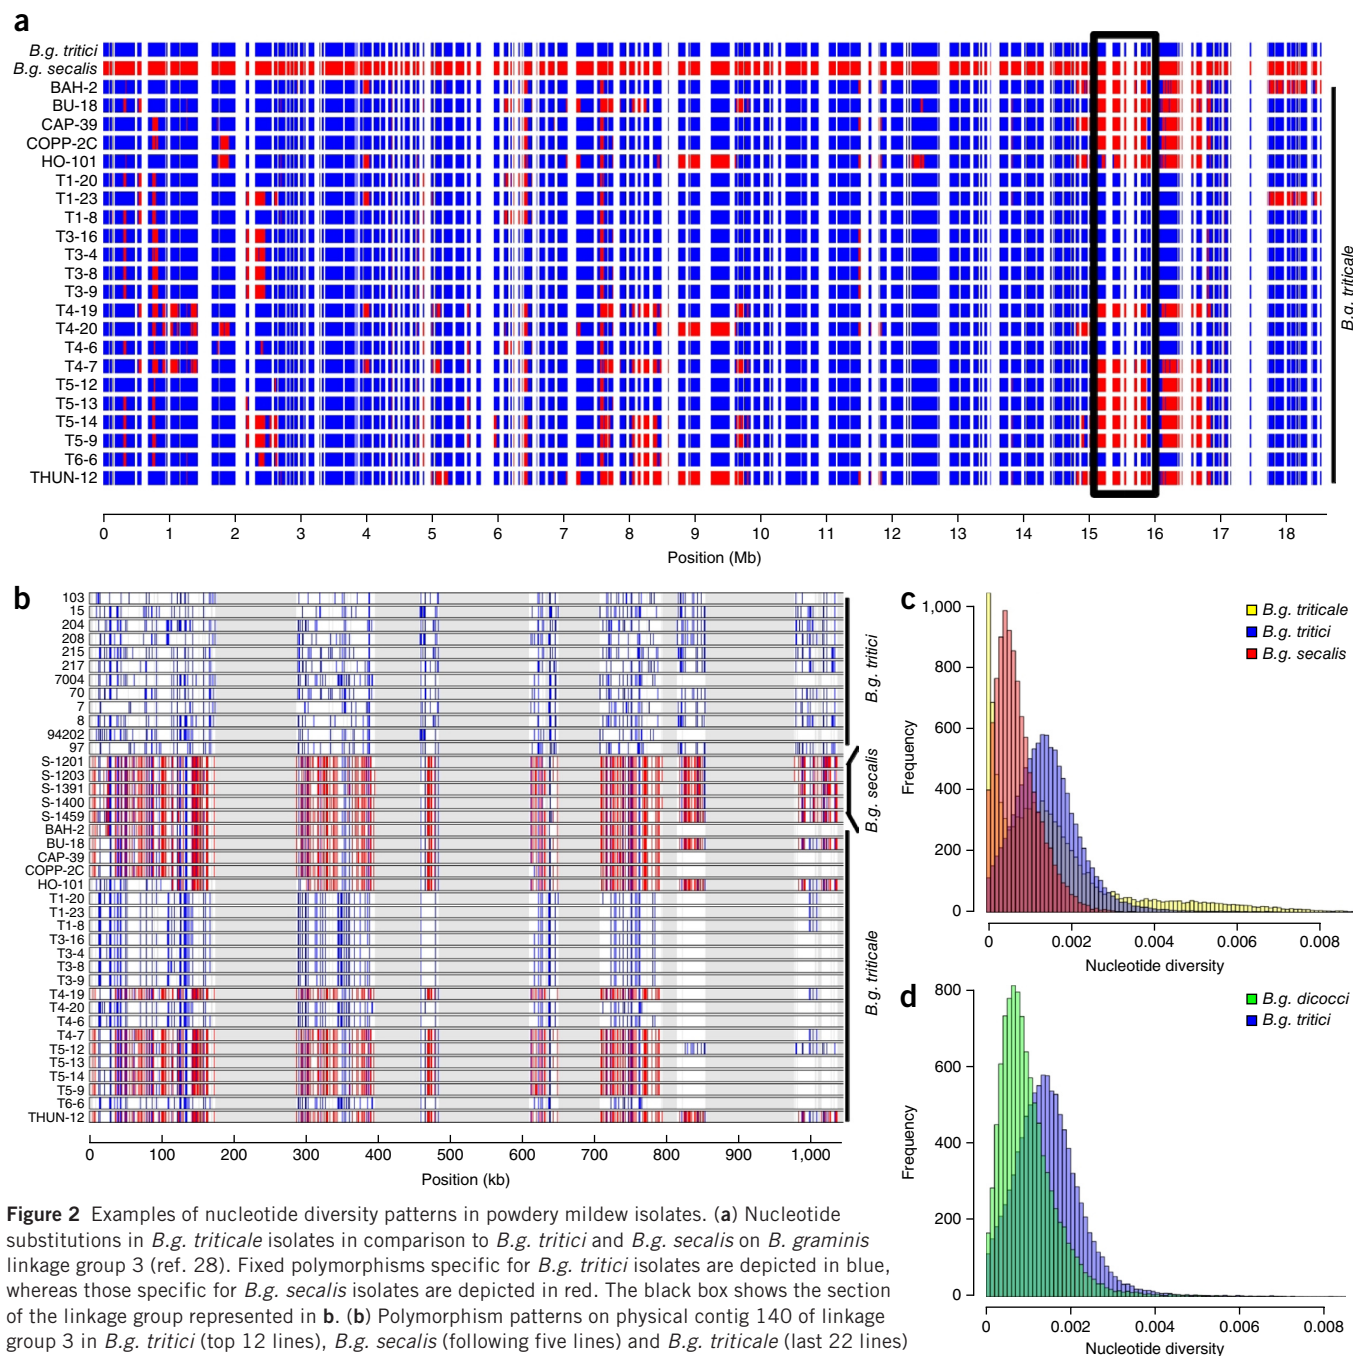 a
B.g. tritici
B.g. secalis
BAH-2
BU-18
CAP-39
COPP-2C
HO-101
T1-20
T1-23
T1-8
T3-16
T3-4
T3-8
T3-9
T4-19
T4-20
T4-6
T4-7
T5-12
T5-13
T5-14
T5-9
T6-6
THUN-12
B.g. triticale
0 1 2 3 4 5 6 7 8 9 10 11 12 13 14 15 16 17 18
Position (Mb)
b
103
15
204
208
215
217
7004
70
7
8
94202
97
S-1201
S-1203
S-1391
S-1400
S-1459
BAH-2
BU-18
CAP-39
COPP-2C
HO-101
T1-20
T1-23
T1-8
T3-16
T3-4
T3-8
T3-9
T4-19
T4-20
T4-6
T4-7
T5-12
T5-13
T5-14
T5-9
T6-6
THUN-12
B.g. tritici
B.g. secalis
B.g. triticale
0 100 200 300 400 500 600 700 800 900 1,000
Position (kb)
c
1,000
800
600
400
200
0
Frequency
B.g. triticale
B.g. tritici
B.g. secalis
0 0.002 0.004 0.006 0.008
Nucleotide diversity
d
800
600
400
200
0
Frequency
B.g. dicocci
B.g. tritici
0 0.002 0.004 0.006 0.008
Nucleotide diversity
Figure 2 Examples of nucleotide diversity patterns in powdery mildew isolates. (a) Nucleotide
substitutions in B.g. triticale isolates in comparison to B.g. tritici and B.g. secalis on B. graminis
linkage group 3 (ref. 28). Fixed polymorphisms specific for B.g. tritici isolates are depicted in blue,
whereas those specific for B.g. secalis isolates are depicted in red. The black box shows the section
of the linkage group represented in b. (b) Polymorphism patterns on physical contig 140 of linkage
group 3 in B.g. tritici (top 12 lines), B.g. secalis (following five lines) and B.g. triticale (last 22 lines)